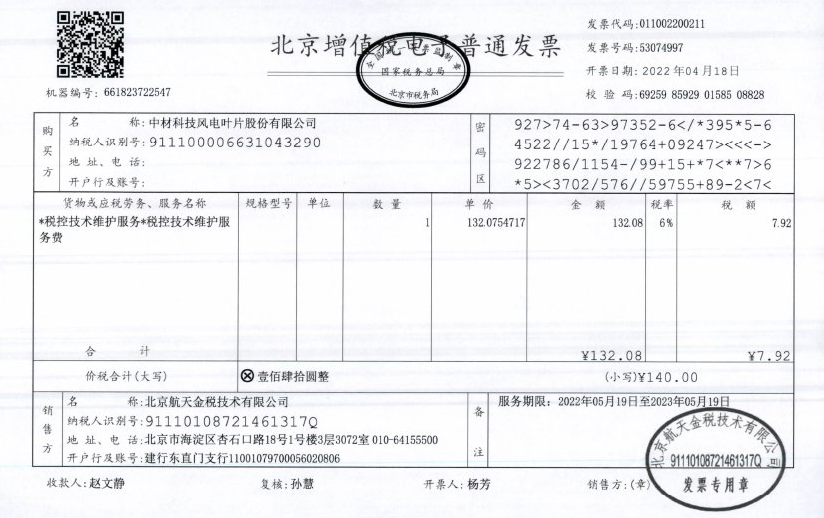 北京增值税电子普通发票
全国统一发票监制章
国家税务总局
北京市税务局
发票代码:011002200211
发票号码:53074997
开票日期:2022年04月18日
校 验 码:69259 85929 01585 08828
机器编号:661823722547
购买方
名 称:中材科技风电叶片股份有限公司
纳税人识别号:911100006631043290
地 址、电 话:
开户行及账号:
密码区
927>74-63>97352-6</*395*5-6
4522//15*/19764+09247><<<->
922786/1154-/99+15+*7<**7>6
*5><3702/576//59755+89-2<7<
货物或应税劳务、服务名称 规格型号 单位 数 量 单 价 金 额 税率 税 额
*税控技术维护服务*税控技术维护服 1 132.0754717 132.08 6% 7.92
务费
合 计 ¥132.08 ¥7.92
价税合计(大写) ⊗壹佰肆拾圆整 (小写)¥140.00
销售方
名 称:北京航天金税技术有限公司
纳税人识别号:91110108721461317Q
地 址、电 话:北京市海淀区杏石口路18号1号楼3层3072室 010-64155500
开户行及账号:建行东直门支行11001079700056020806
备注
服务期限:2022年05月19日至2023年05月19日
北京航天金税技术有限公司
91110108721461317Q
发票专用章
收款人:赵文静 复核:孙慧 开票人:杨芳 销售方:(章)